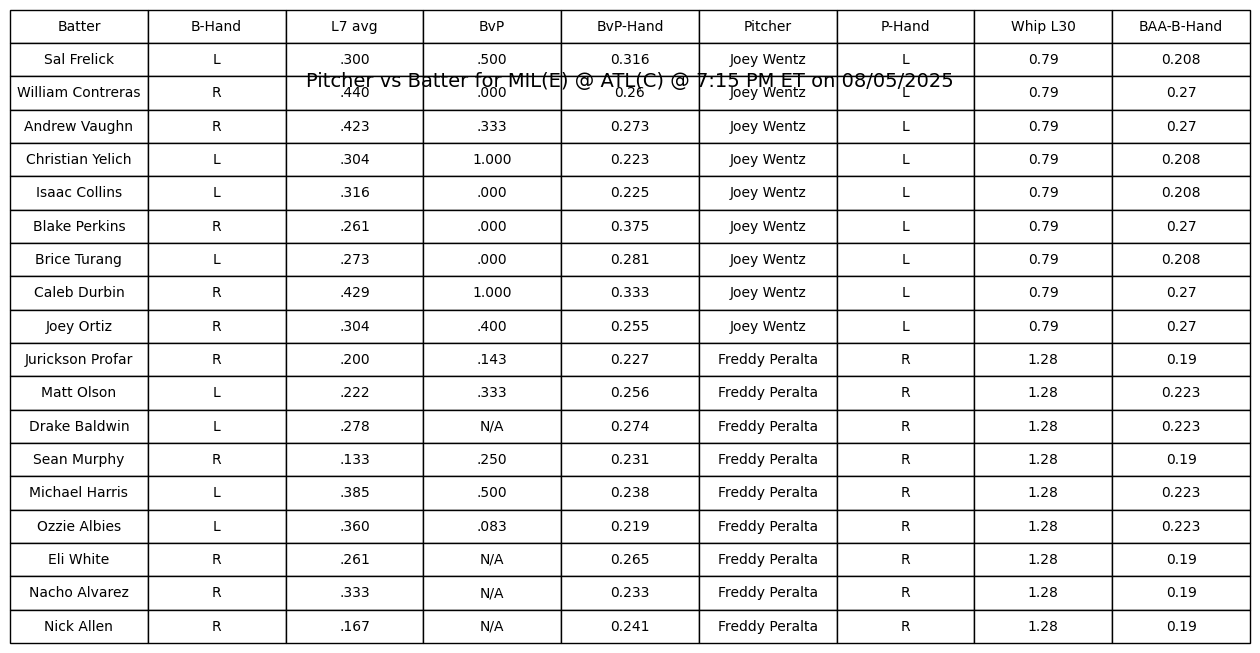 Batter B-Hand L7 avg BvP BvP-Hand Pitcher P-Hand Whip L30 BAA-B-Hand
Sal Frelick L .300 .500 0.316 Joey Wentz L 0.79 0.208
Pitcher vs Batter for MIL(E) @ ATL(C) @ 7:15 PM ET on 08/05/2025
William Contreras R .440 .000 0.26 Joey Wentz L 0.79 0.27
Andrew Vaughn R .423 .333 0.273 Joey Wentz L 0.79 0.27
Christian Yelich L .304 1.000 0.223 Joey Wentz L 0.79 0.208
Isaac Collins L .316 .000 0.225 Joey Wentz L 0.79 0.208
Blake Perkins R .261 .000 0.375 Joey Wentz L 0.79 0.27
Brice Turang L .273 .000 0.281 Joey Wentz L 0.79 0.208
Caleb Durbin R .429 1.000 0.333 Joey Wentz L 0.79 0.27
Joey Ortiz R .304 .400 0.255 Joey Wentz L 0.79 0.27
Jurickson Profar R .200 .143 0.227 Freddy Peralta R 1.28 0.19
Matt Olson L .222 .333 0.256 Freddy Peralta R 1.28 0.223
Drake Baldwin L .278 N/A 0.274 Freddy Peralta R 1.28 0.223
Sean Murphy R .133 .250 0.231 Freddy Peralta R 1.28 0.19
Michael Harris L .385 .500 0.238 Freddy Peralta R 1.28 0.223
Ozzie Albies L .360 .083 0.219 Freddy Peralta R 1.28 0.223
Eli White R .261 N/A 0.265 Freddy Peralta R 1.28 0.19
Nacho Alvarez R .333 N/A 0.233 Freddy Peralta R 1.28 0.19
Nick Allen R .167 N/A 0.241 Freddy Peralta R 1.28 0.19